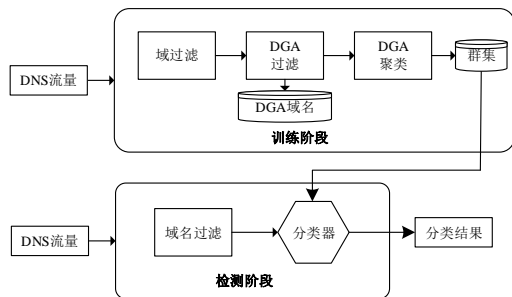 DNS流量
域过滤
DGA
过滤
DGA
聚类
群集
DGA域名
训练阶段
DNS流量
域名过滤
分类器
分类结果
检测阶段